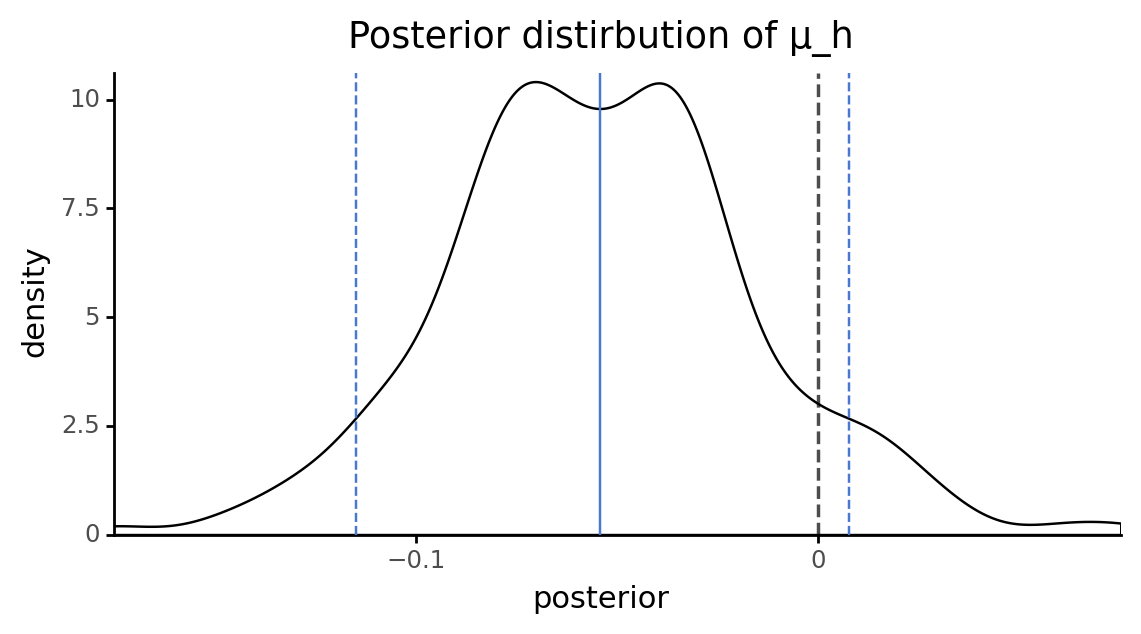 Posterior distirbution of μ_h
density
10
7.5
5
2.5
0
−0.1
0
posterior